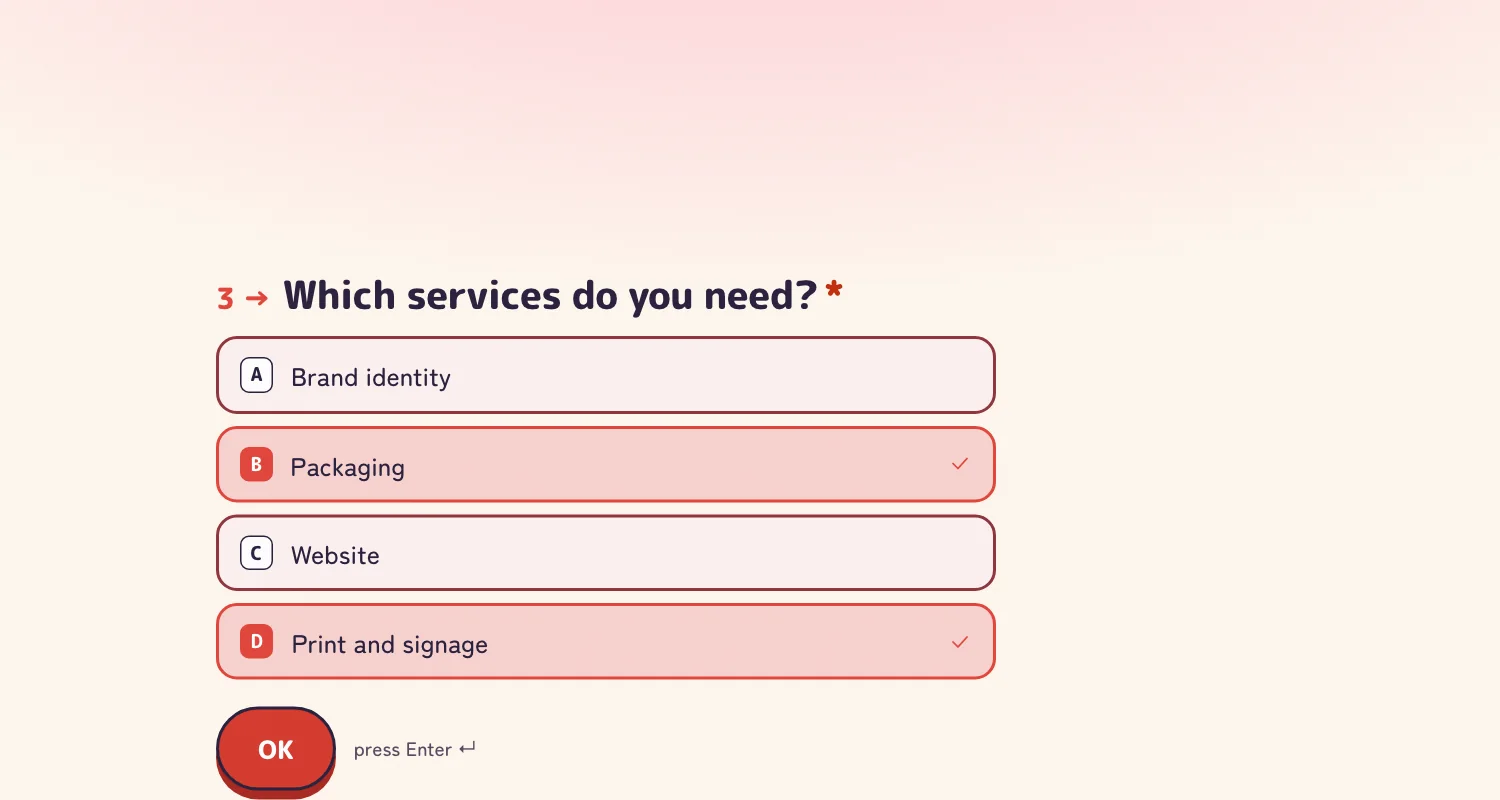 3 → Which services do you need? *
A Brand identity
B Packaging
C Website
D Print and signage
OK press Enter ↵